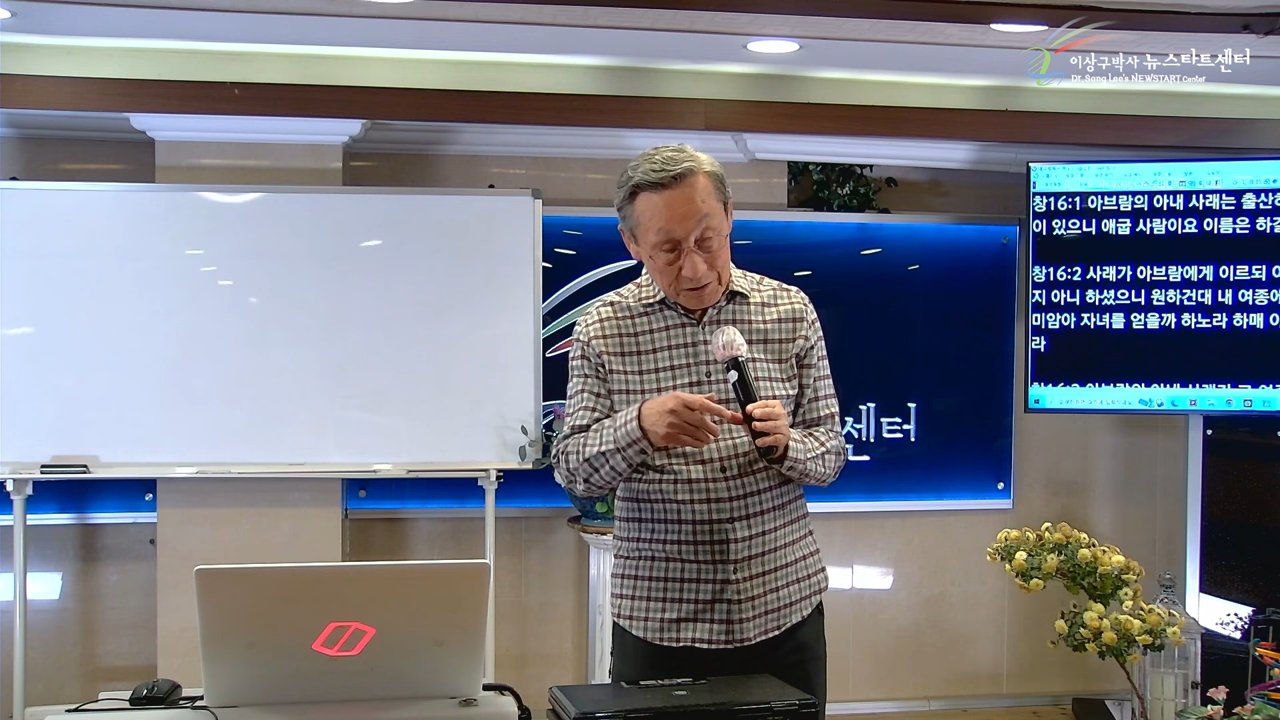 이상구박사 뉴스타트센터
Dr. Sang Lee's NEWSTART Center
창16:1 아브람의 아내 사래는 출산하
이 있으니 애굽 사람이요 이름은 하갈
창16:2 사래가 아브람에게 이르되
지 아니 하셨으니 원하건대 내 여종에
미암아 자녀를 얻을까 하노라 하매
라
센터